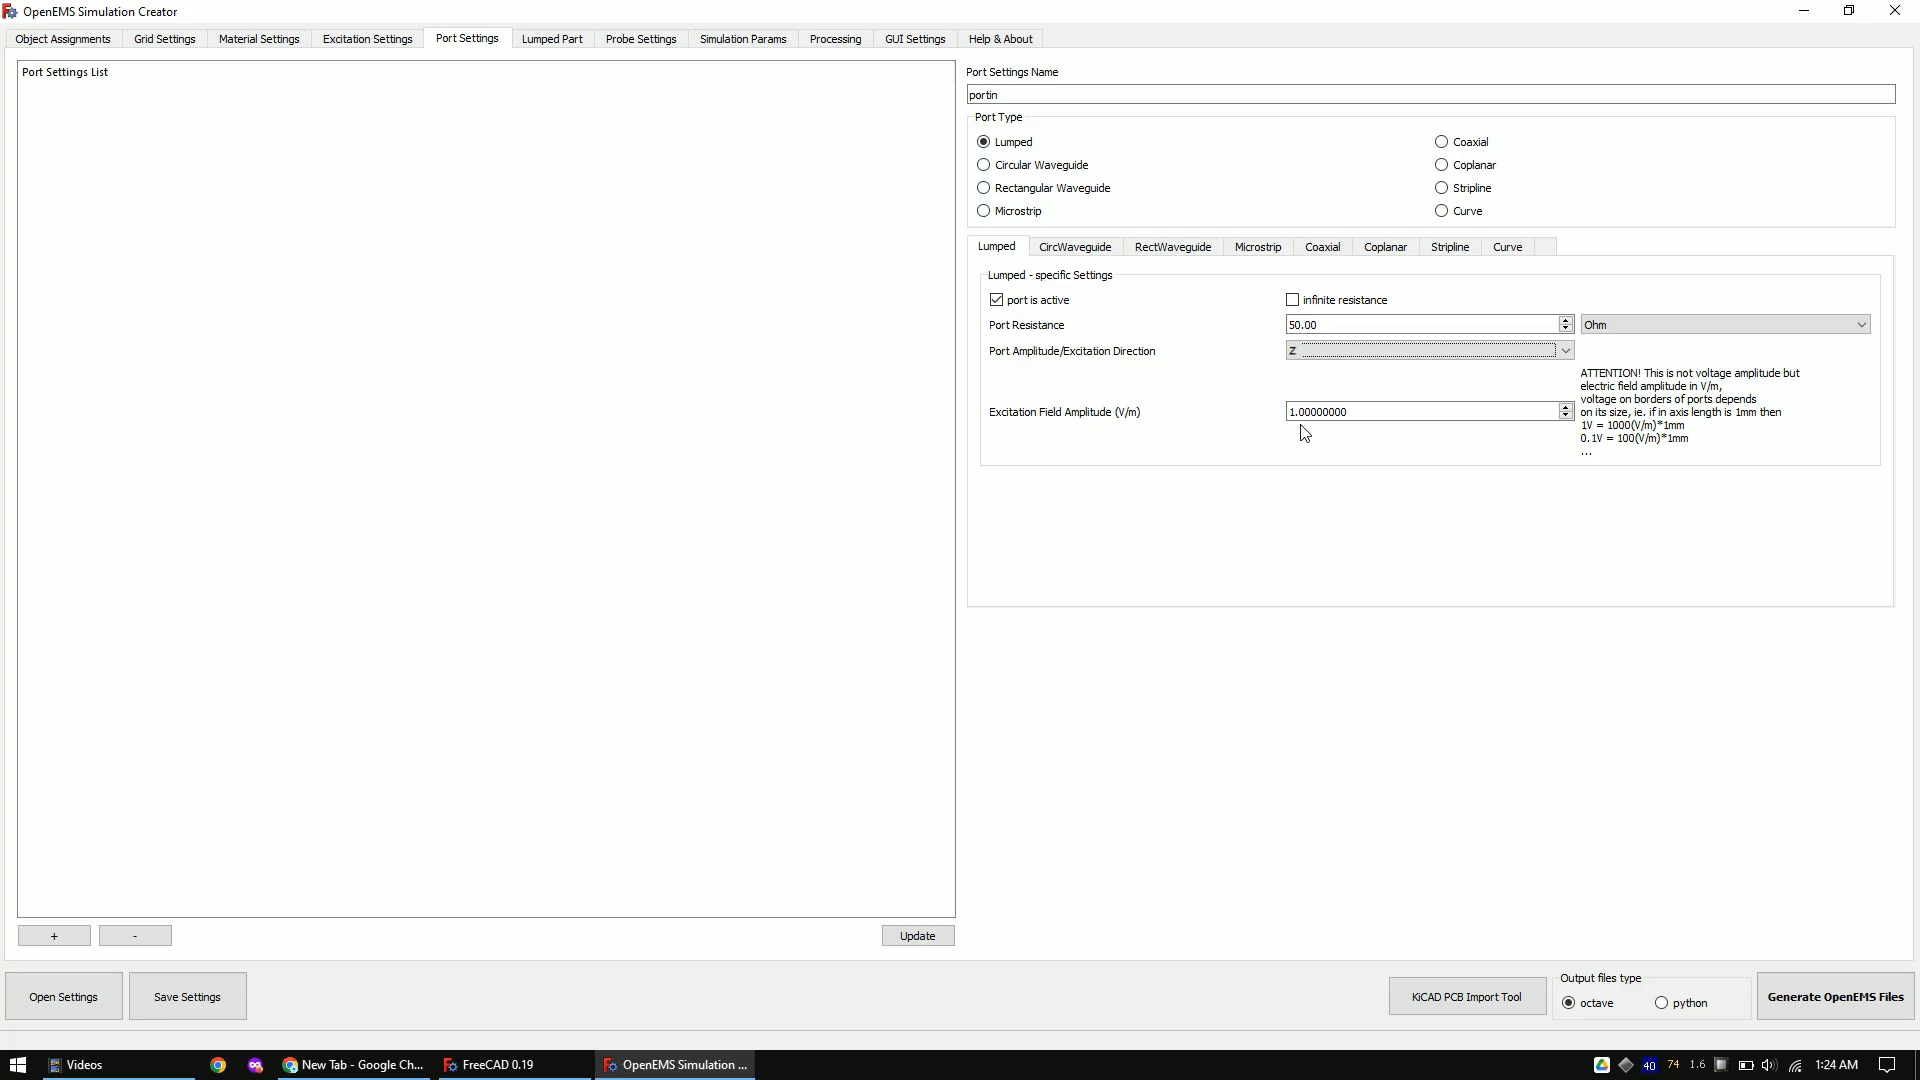 OpenEMS Simulation Creator
Object Assignments Grid Settings Material Settings Excitation Settings Port Settings Lumped Part Probe Settings Simulation Params Processing GUI Settings Help & About
Port Settings List
Port Settings Name
portin
Port Type
Lumped Coaxial
Circular Waveguide Coplanar
Rectangular Waveguide Stripline
Microstrip Curve
Lumped CircWaveguide RectWaveguide Microstrip Coaxial Coplanar Stripline Curve
Lumped - specific Settings
port is active infinite resistance
Port Resistance 50.00 Ohm
Port Amplitude/Excitation Direction Z
ATTENTION! This is not voltage amplitude but
electric field amplitude in V/m,
voltage on borders of ports depends
Excitation Field Amplitude (V/m) 1.00000000 on its size, ie. if in axis length is 1mm then
1V = 1000(V/m)*1mm
0.1V = 100(V/m)*1mm
...
+ - Update
Open Settings Save Settings KiCAD PCB Import Tool Output files type
octave python Generate OpenEMS Files
Videos New Tab - Google Ch... FreeCAD 0.19 OpenEMS Simulation ... 40 74 1.6 1:24 AM